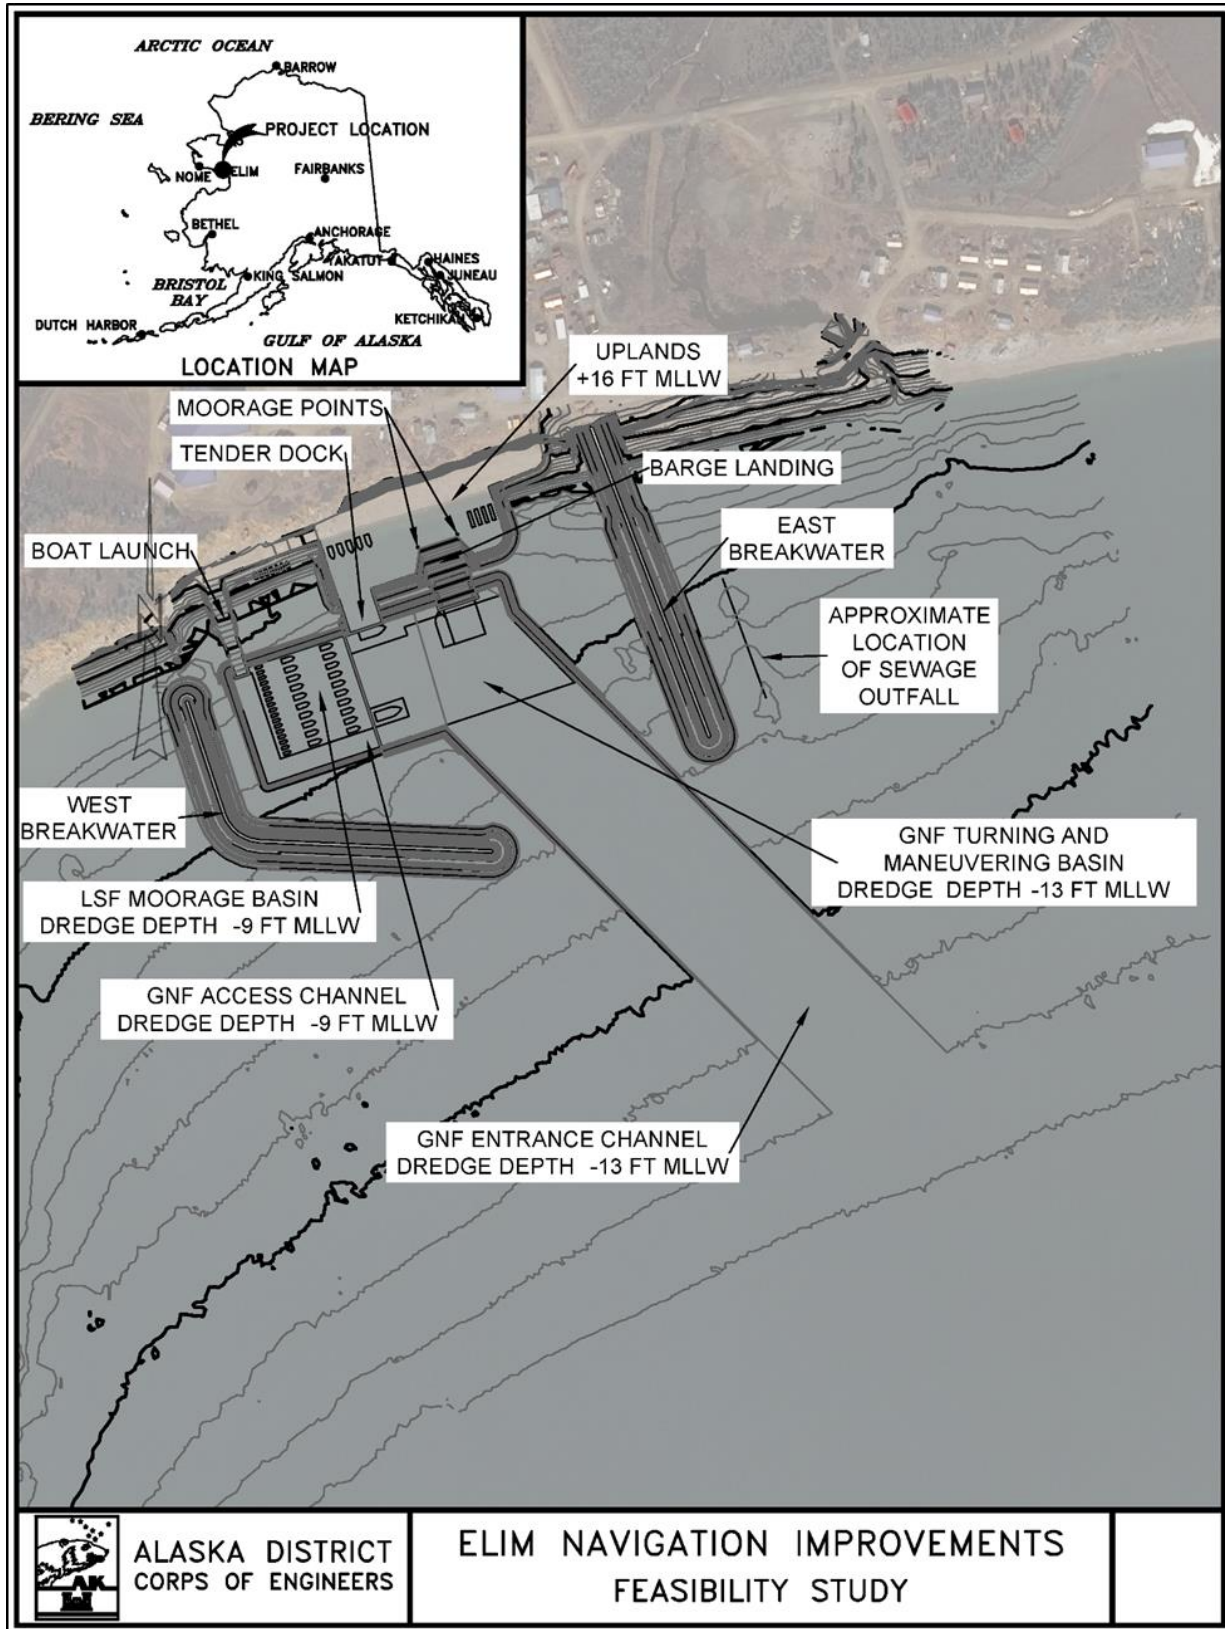 ARCTIC OCEAN
BARROW
BERING SEA
PROJECT LOCATION
NOME
ELIM
FAIRBANKS
BETHEL
ANCHORAGE
YAKATUT
HAINES
JUNEAU
KING SALMON
BRISTOL
BAY
KETCHIKAN
DUTCH HARBOR
GULF OF ALASKA
LOCATION MAP
UPLANDS
+16 FT MLLW
MOORAGE POINTS
TENDER DOCK
BARGE LANDING
BOAT LAUNCH
EAST
BREAKWATER
APPROXIMATE
LOCATION
OF SEWAGE
OUTFALL
WEST
BREAKWATER
GNF TURNING AND
MANEUVERING BASIN
DREDGE DEPTH -13 FT MLLW
LSF MOORAGE BASIN
DREDGE DEPTH -9 FT MLLW
GNF ACCESS CHANNEL
DREDGE DEPTH -9 FT MLLW
GNF ENTRANCE CHANNEL
DREDGE DEPTH -13 FT MLLW
AK
ALASKA DISTRICT
CORPS OF ENGINEERS
ELIM NAVIGATION IMPROVEMENTS
FEASIBILITY STUDY